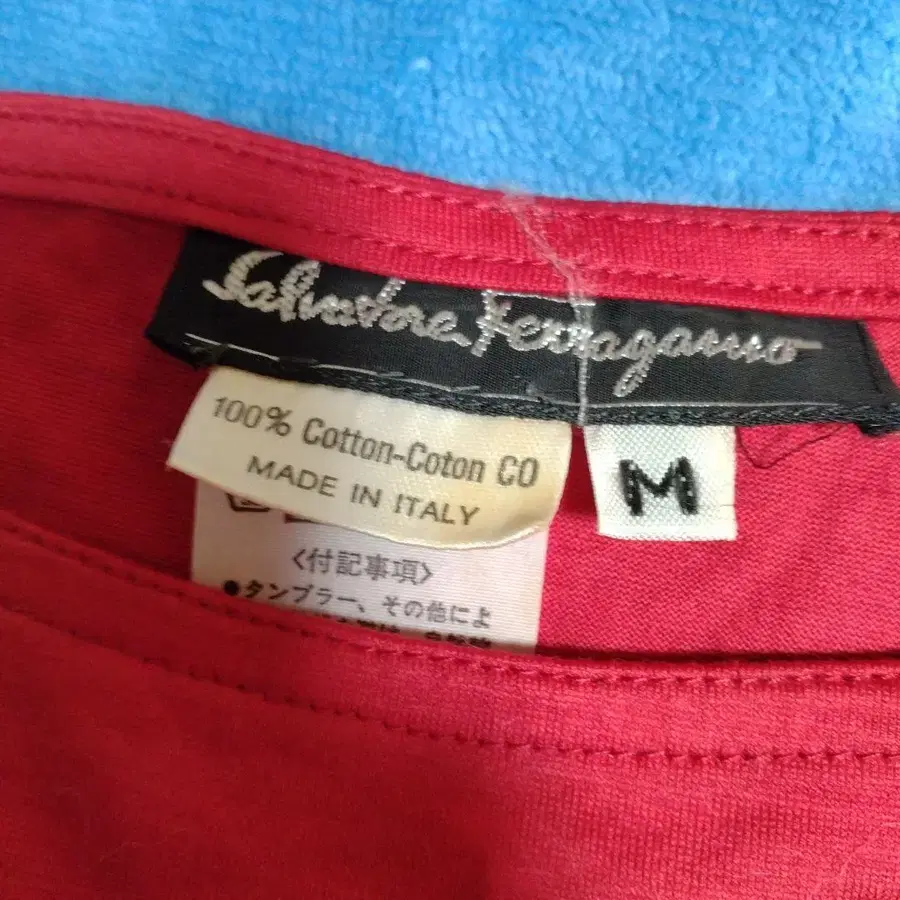 Salvatore Ferragamo
100% Cotton-Coton CO
MADE IN ITALY
M
〈付記事項〉
●タンブラー、その他によ